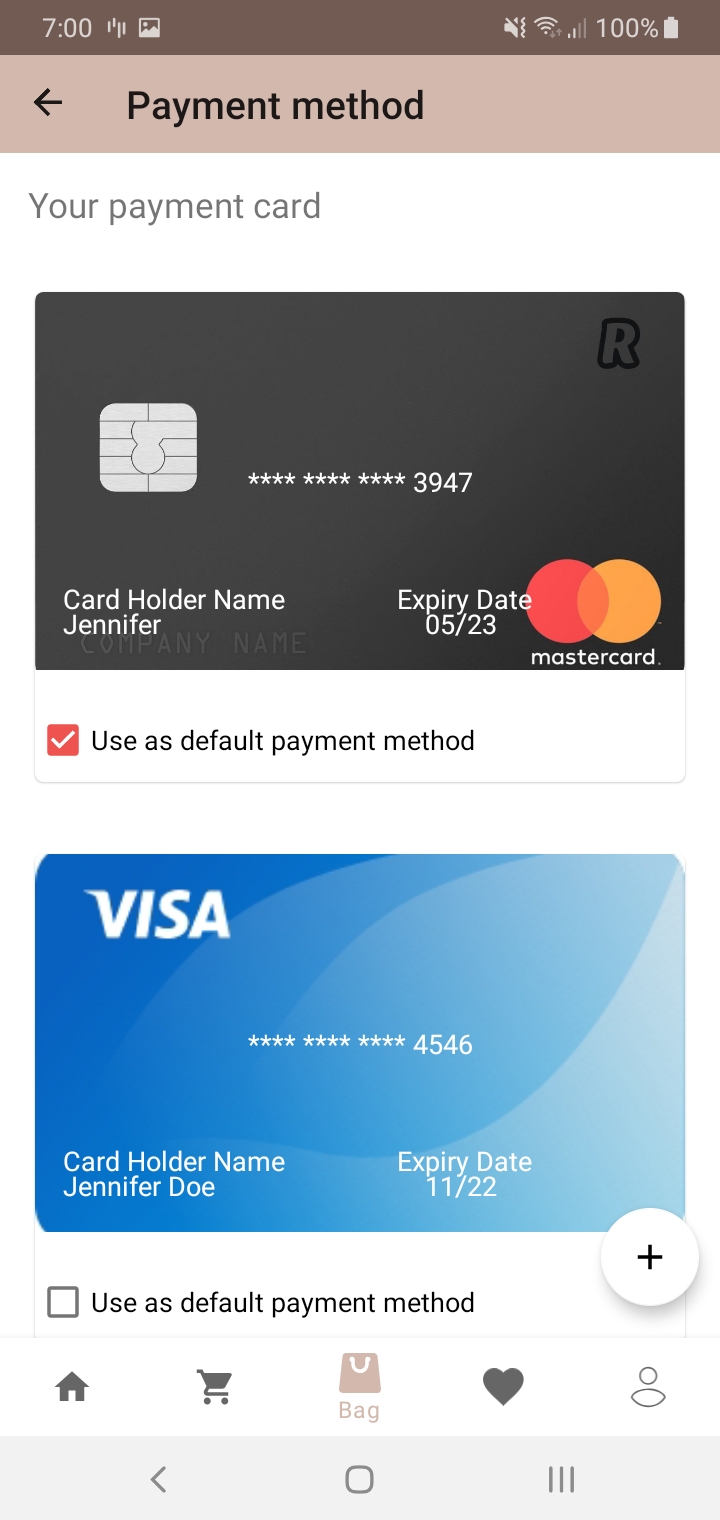 7:00 100%
Payment method
Your payment card
R
**** **** **** 3947
Card Holder Name Expiry Date
Jennifer 05/23
COMPANY NAME
mastercard.
Use as default payment method
VISA
**** **** **** 4546
Card Holder Name Expiry Date
Jennifer Doe 11/22
Use as default payment method
Bag